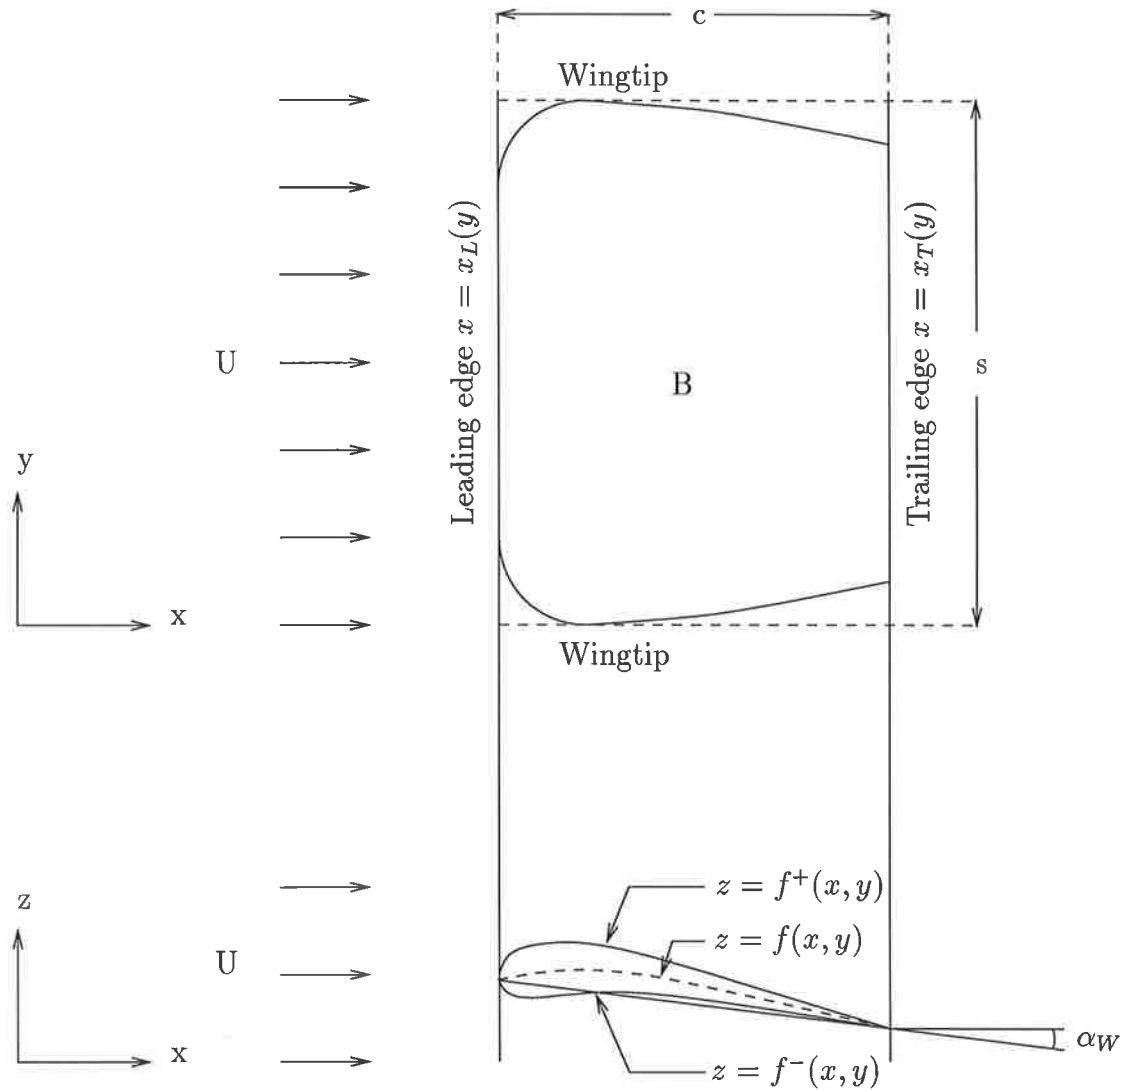 c
Wingtip
Leading edge x = x_L(y)
Trailing edge x = x_T(y)
U
s
B
y
x
Wingtip
z = f^+(x, y)
z
z = f(x, y)
U
x
α_W
z = f^-(x, y)